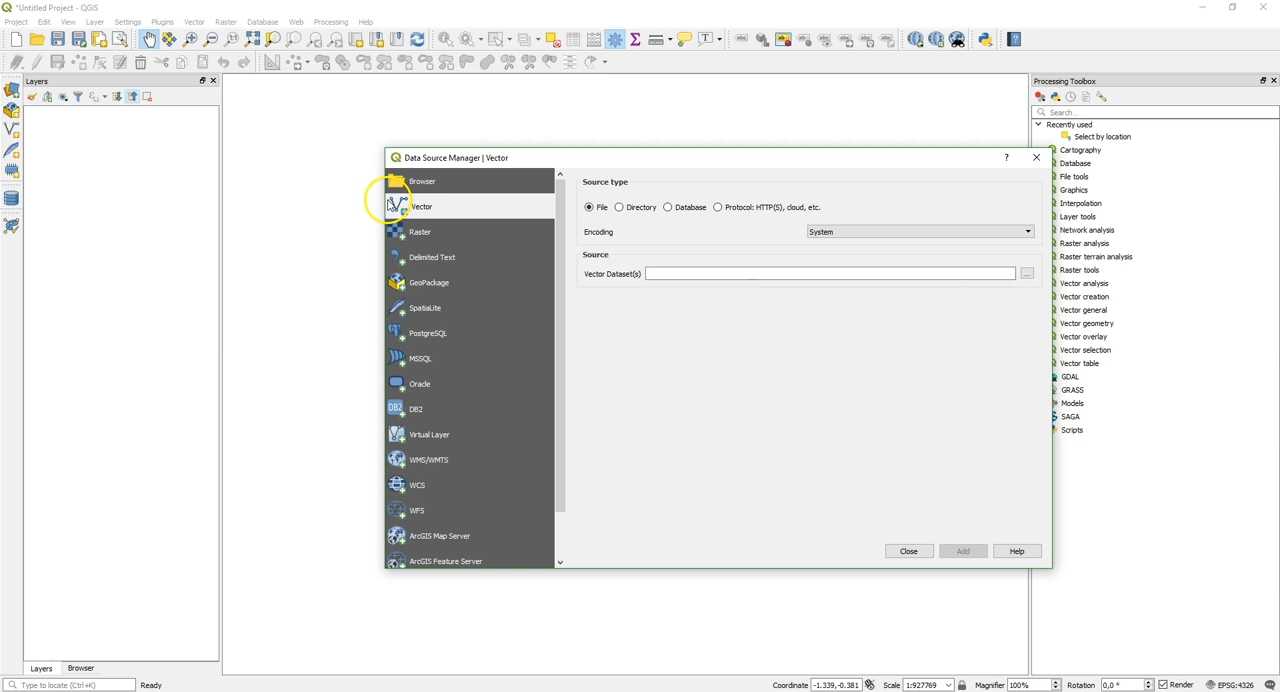 *Untitled Project - QGIS
Project Edit View Layer Settings Plugins Vector Raster Database Web Processing Help
Layers
Processing Toolbox
Search...
Recently used
Select by location
Cartography
Database
File tools
Graphics
Interpolation
Layer tools
Network analysis
Raster analysis
Raster terrain analysis
Raster tools
Vector analysis
Vector creation
Vector general
Vector geometry
Vector overlay
Vector selection
Vector table
GDAL
GRASS
Models
SAGA
Scripts
Data Source Manager | Vector
Browser
Vector
Raster
Delimited Text
GeoPackage
SpatiaLite
PostgreSQL
MSSQL
Oracle
DB2
Virtual Layer
WMS/WMTS
WCS
WFS
ArcGIS Map Server
ArcGIS Feature Server
Source type
File Directory Database Protocol: HTTP(S), cloud, etc.
Encoding System
Source
Vector Dataset(s) ...
Close Add Help
Layers Browser
Type to locate (Ctrl+K) Ready Coordinate -1.339,-0.381 Scale 1:927769 Magnifier 100% Rotation 0,0 ° Render EPSG:4326